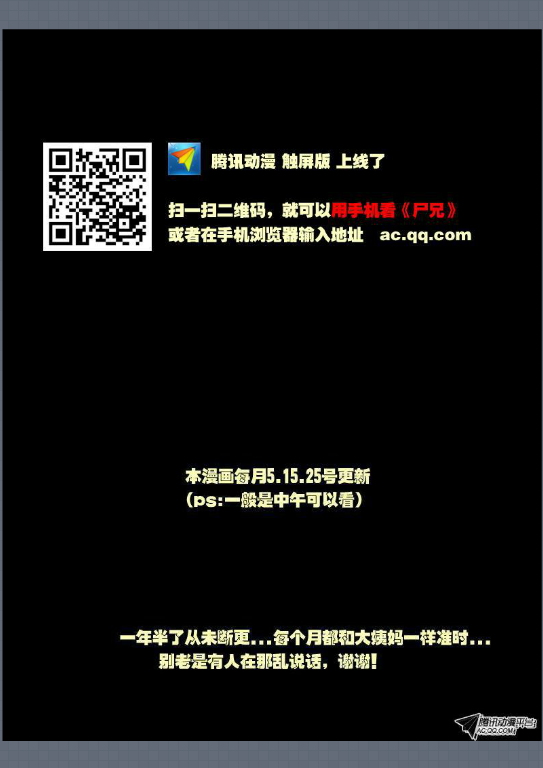 腾讯动漫 触屏版 上线了
扫一扫二维码，就可以用手机看《尸兄》
或者在手机浏览器输入地址 ac.qq.com
本漫画每月5.15.25号更新
(ps:一般是中午可以看)
一年半了从未断更...每个月都和大姨妈一样准时...
别老是有人在那乱说话，谢谢!
腾讯动漫平台
AC.QQ.COM